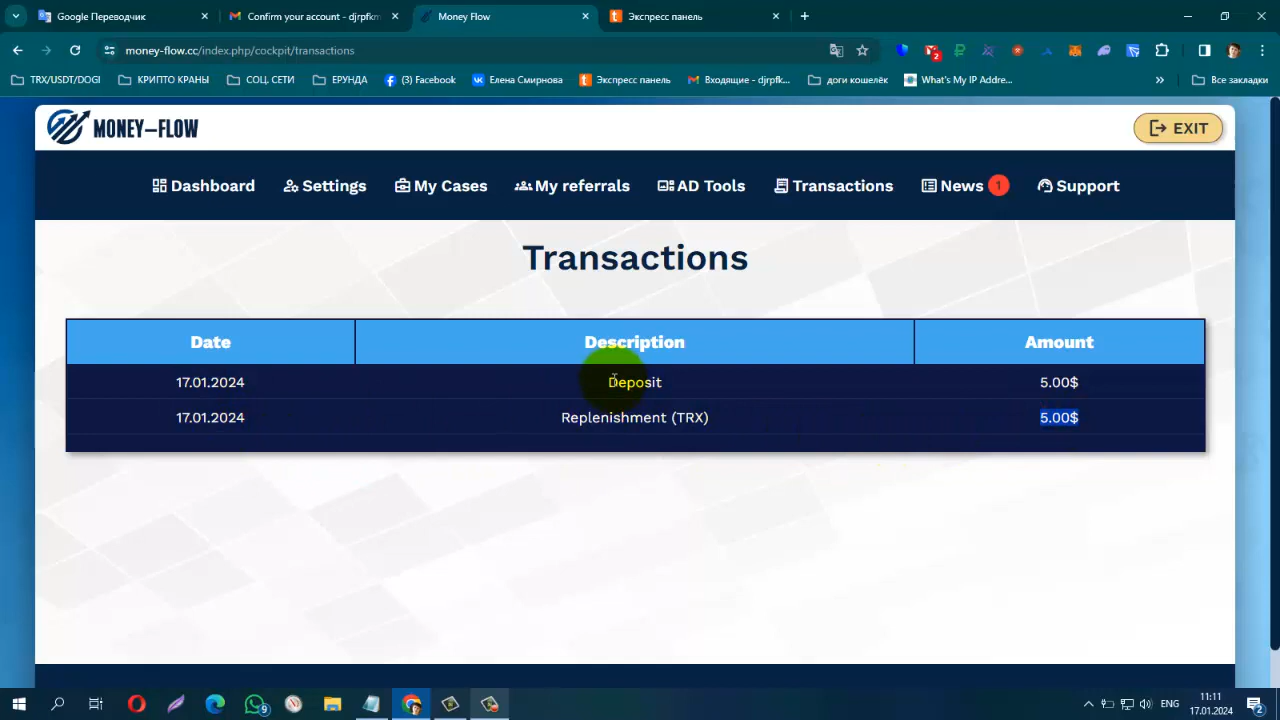 Google Переводчик
Confirm your account - djrpfkm
Money Flow
Экспресс панель
money-flow.cc/index.php/cockpit/transactions
2
TRX/USDT/DOGI
КРИПТО КРАНЫ
СОЦ. СЕТИ
ЕРУНДА
(3) Facebook
Елена Смирнова
Экспресс панель
Входящие - djrpfk...
доги кошелёк
What's My IP Addre...
»
Все закладки
MONEY-FLOW
EXIT
Dashboard
Settings
My Cases
My referrals
AD Tools
Transactions
News 1
Support
Transactions
Date Description Amount
17.01.2024 Deposit 5.00$
17.01.2024 Replenishment (TRX) 5.00$
9
ENG
11:11
17.01.2024
2